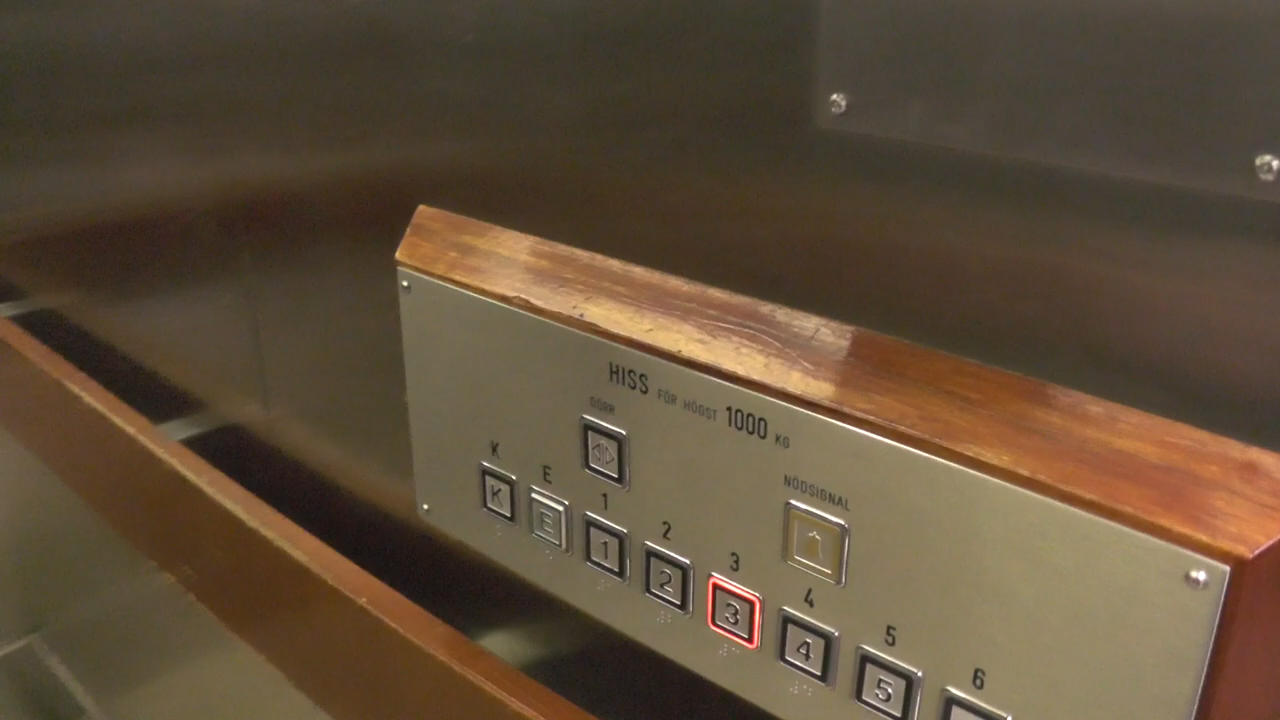 HISS FÖR HÖGST 1000 KG
DÖRR
NÖDSIGNAL
K E 1 2 3 4 5 6
K E 1 2 3 4 5